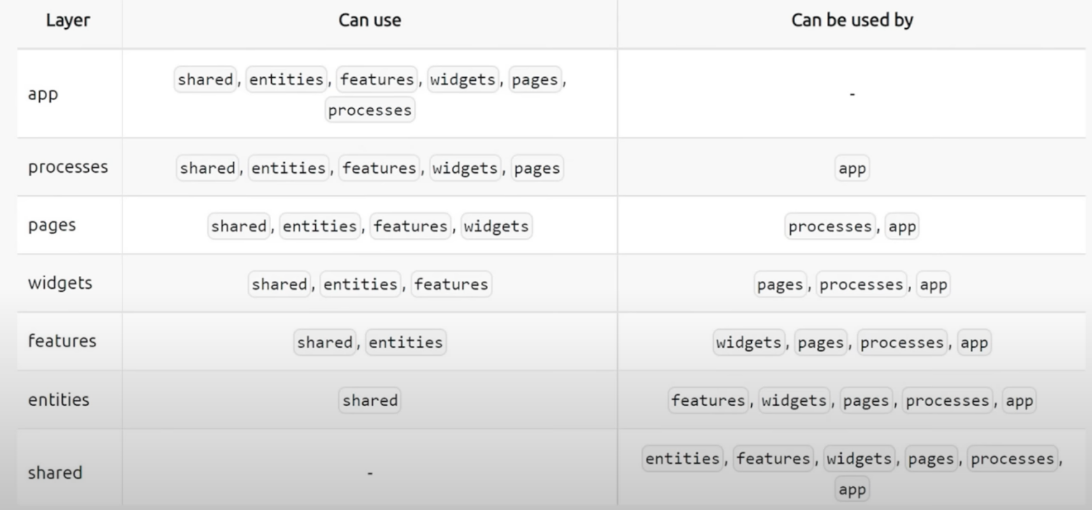 Layer Can use Can be used by
app shared, entities, features, widgets, pages, processes -
processes shared, entities, features, widgets, pages app
pages shared, entities, features, widgets processes, app
widgets shared, entities, features pages, processes, app
features shared, entities widgets, pages, processes, app
entities shared features, widgets, pages, processes, app
shared - entities, features, widgets, pages, processes, app